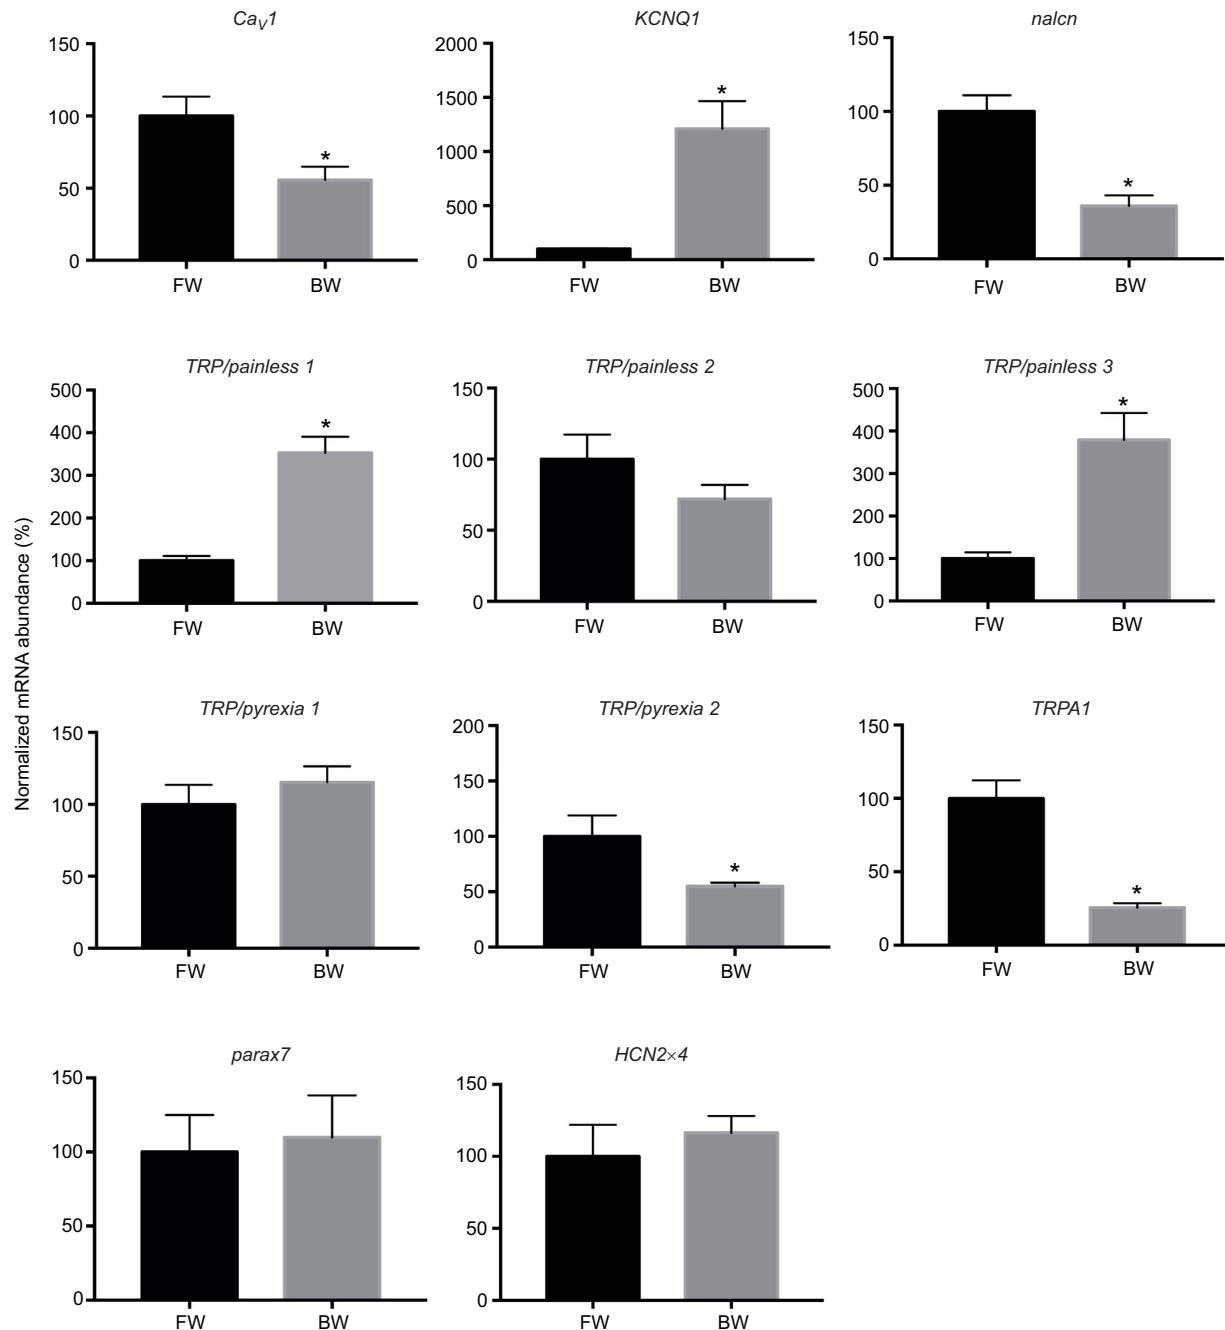 Ca_V1
150
100
50
0
*
FW BW
KCNQ1
2000
1500
1000
500
0
*
FW BW
nalcn
150
100
50
0
*
FW BW
Normalized mRNA abundance (%)
TRP/painless 1
500
400
300
200
100
0
*
FW BW
TRP/painless 2
150
100
50
0
FW BW
TRP/painless 3
500
400
300
200
100
0
*
FW BW
TRP/pyrexia 1
150
100
50
0
FW BW
TRP/pyrexia 2
200
150
100
50
0
*
FW BW
TRPA1
150
100
50
0
*
FW BW
parax7
150
100
50
0
FW BW
HCN2×4
150
100
50
0
FW BW